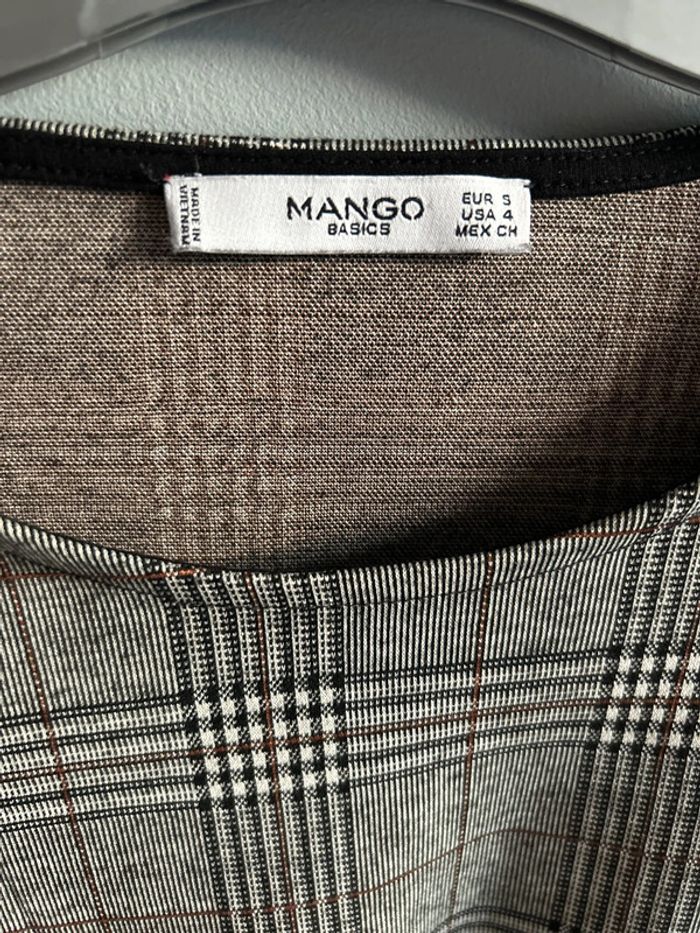 MADE IN
VIETNAM
MANGO
BASICS
EUR S
USA 4
MEX CH